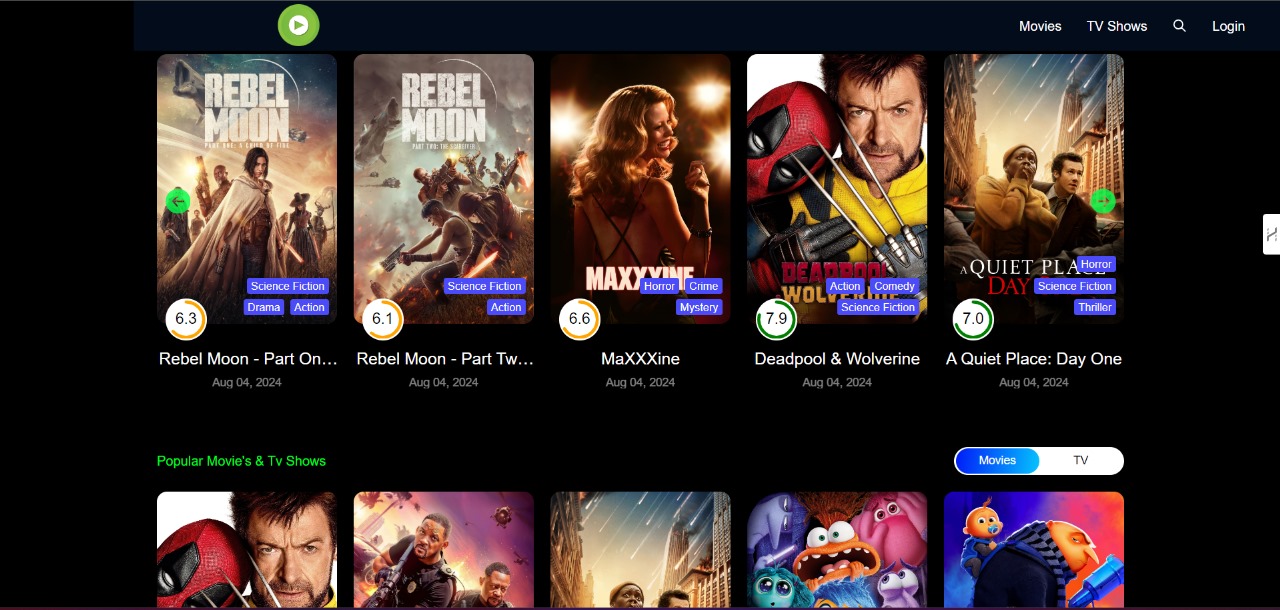 Movies TV Shows Login
REBEL
MOON
PART ONE: A CHILD OF FIRE
Science Fiction
Drama Action
6.3
Rebel Moon - Part On...
Aug 04, 2024
REBEL
MOON
PART TWO: THE SCARGIVER
Science Fiction
Action
6.1
Rebel Moon - Part Tw...
Aug 04, 2024
MAXXXINE
Horror Crime
Mystery
6.6
MaXXXine
Aug 04, 2024
DEADPOOL
WOLVERINE
Action Comedy
Science Fiction
7.9
Deadpool & Wolverine
Aug 04, 2024
A QUIET PLACE
DAY
Horror
Science Fiction
Thriller
7.0
A Quiet Place: Day One
Aug 04, 2024
Popular Movie's & Tv Shows
Movies TV